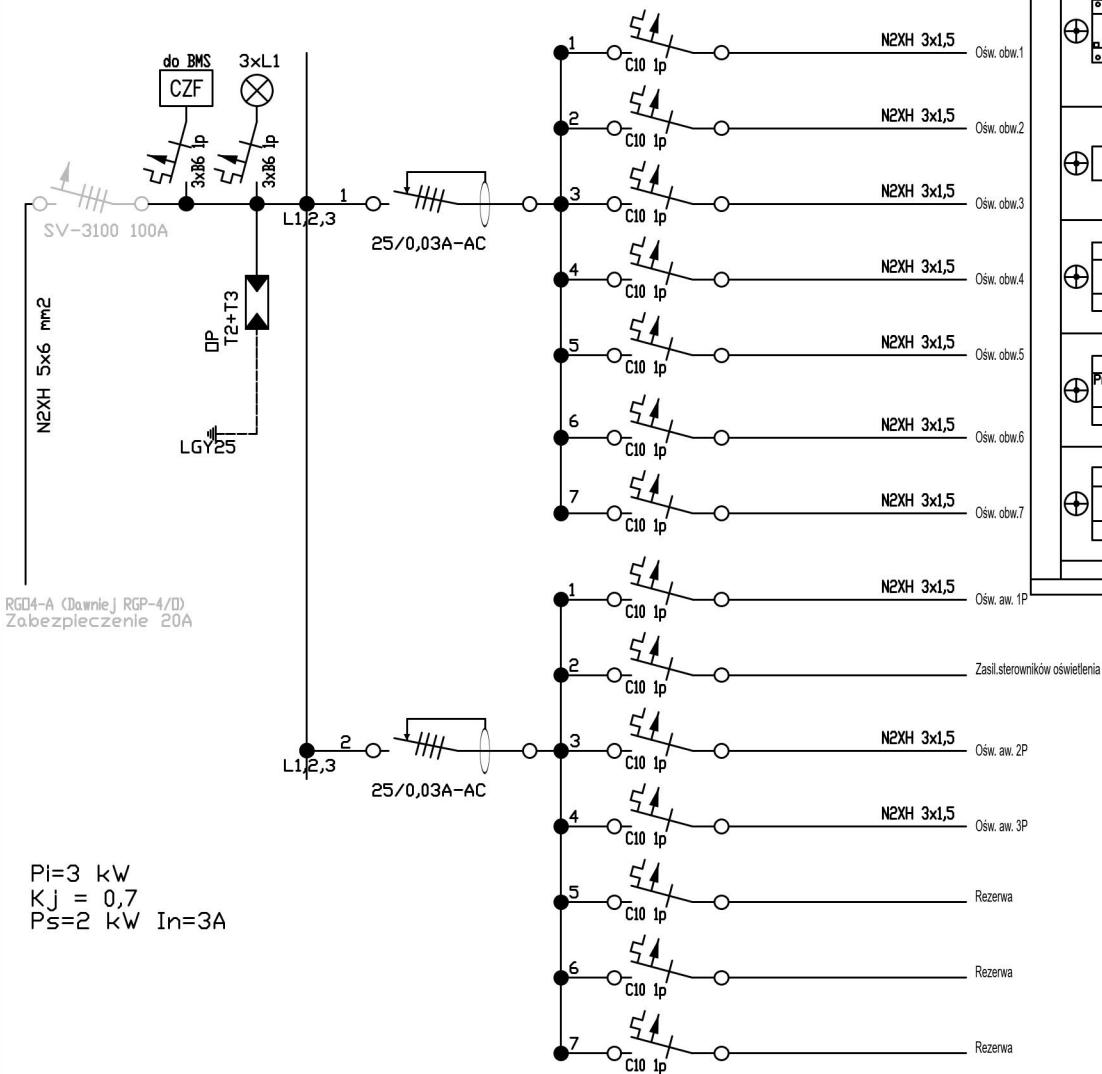 do BMS
CZF
3xL1
3xB6 1p
3xB6 1p
SV-3100 100A
N2XH 5x6 mm2
OP
T2+T3
LGY25
RGO4-A (Dawniej RGP-4/O)
Zabezpieczenie 20A
L1,2,3
1
25/0,03A-AC
1
C10 1p
N2XH 3x1,5
Ośw. obw.1
2
C10 1p
N2XH 3x1,5
Ośw. obw.2
3
C10 1p
N2XH 3x1,5
Ośw. obw.3
4
C10 1p
N2XH 3x1,5
Ośw. obw.4
5
C10 1p
N2XH 3x1,5
Ośw. obw.5
6
C10 1p
N2XH 3x1,5
Ośw. obw.6
7
C10 1p
N2XH 3x1,5
Ośw. obw.7
L1,2,3
2
25/0,03A-AC
1
C10 1p
N2XH 3x1,5
Ośw. aw. 1P
2
C10 1p
Zasil.sterowników oświetlenia
3
C10 1p
N2XH 3x1,5
Ośw. aw. 2P
4
C10 1p
N2XH 3x1,5
Ośw. aw. 3P
5
C10 1p
Rezerwa
6
C10 1p
Rezerwa
7
C10 1p
Rezerwa
Pi=3 kW
Kj = 0,7
Ps=2 kW In=3A